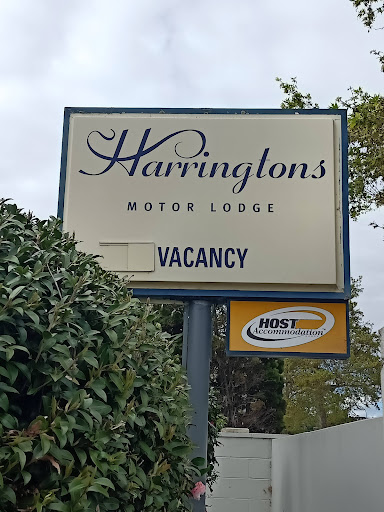 Harringtons
MOTOR LODGE
VACANCY
HOST
Accommodation